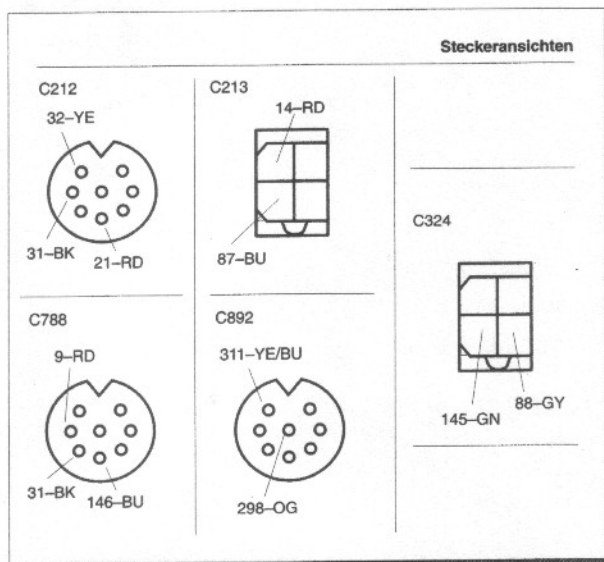 Steckeransichten
C212
32–YE
31–BK
21–RD
C213
14–RD
87–BU
C324
145–GN
88–GY
C788
9–RD
31–BK
146–BU
C892
311–YE/BU
298–OG